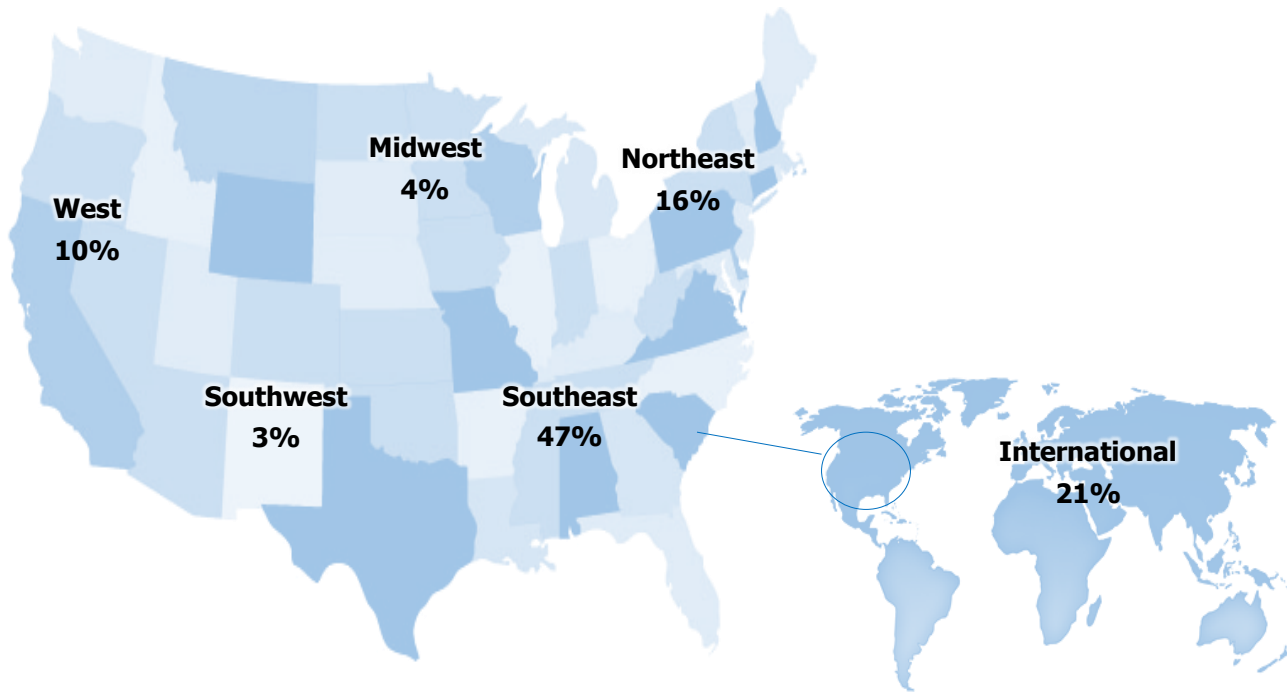 Midwest
4%
Northeast
16%
West
10%
Southwest
3%
Southeast
47%
International
21%